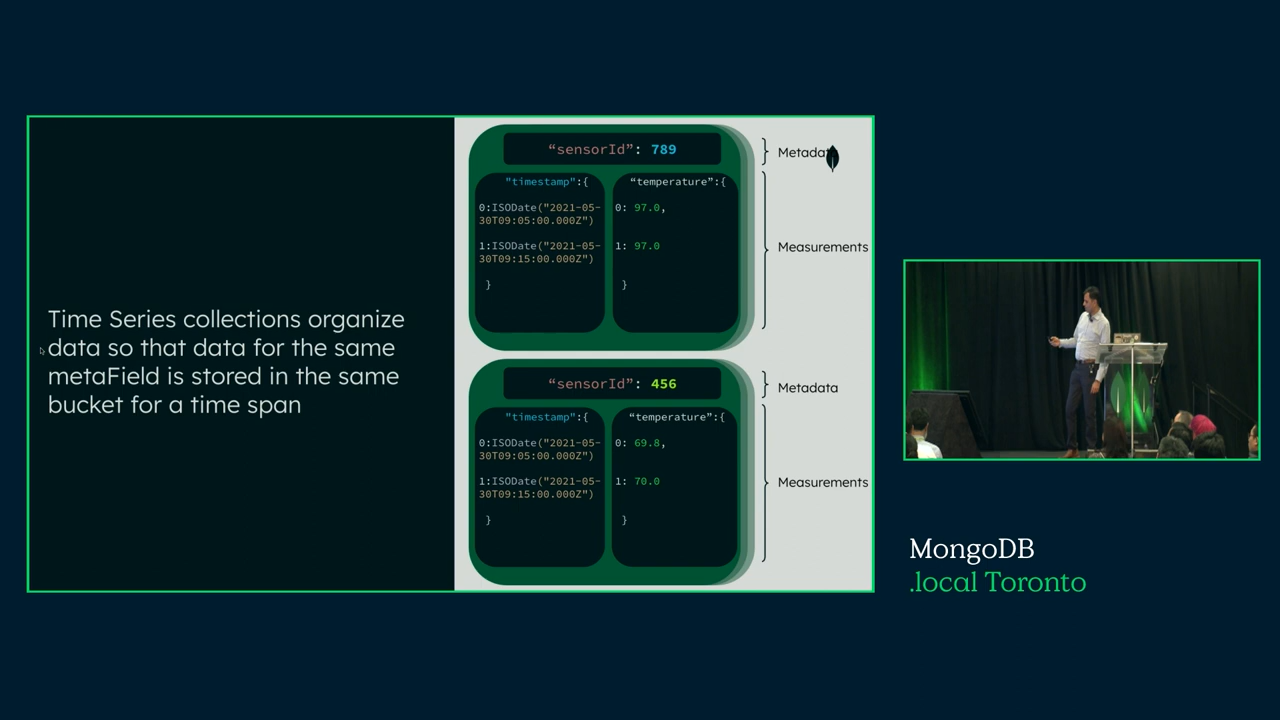 Time Series collections organize
data so that data for the same
metaField is stored in the same
bucket for a time span
“sensorId”: 789
"timestamp":{
0:ISODate("2021-05-
30T09:05:00.000Z")
1:ISODate("2021-05-
30T09:15:00.000Z")
}
“temperature”:{
0: 97.0,
1: 97.0
}
Metadata
Measurements
“sensorId”: 456
"timestamp":{
0:ISODate("2021-05-
30T09:05:00.000Z")
1:ISODate("2021-05-
30T09:15:00.000Z")
}
“temperature”:{
0: 69.8,
1: 70.0
}
Metadata
Measurements
MongoDB
.local Toronto